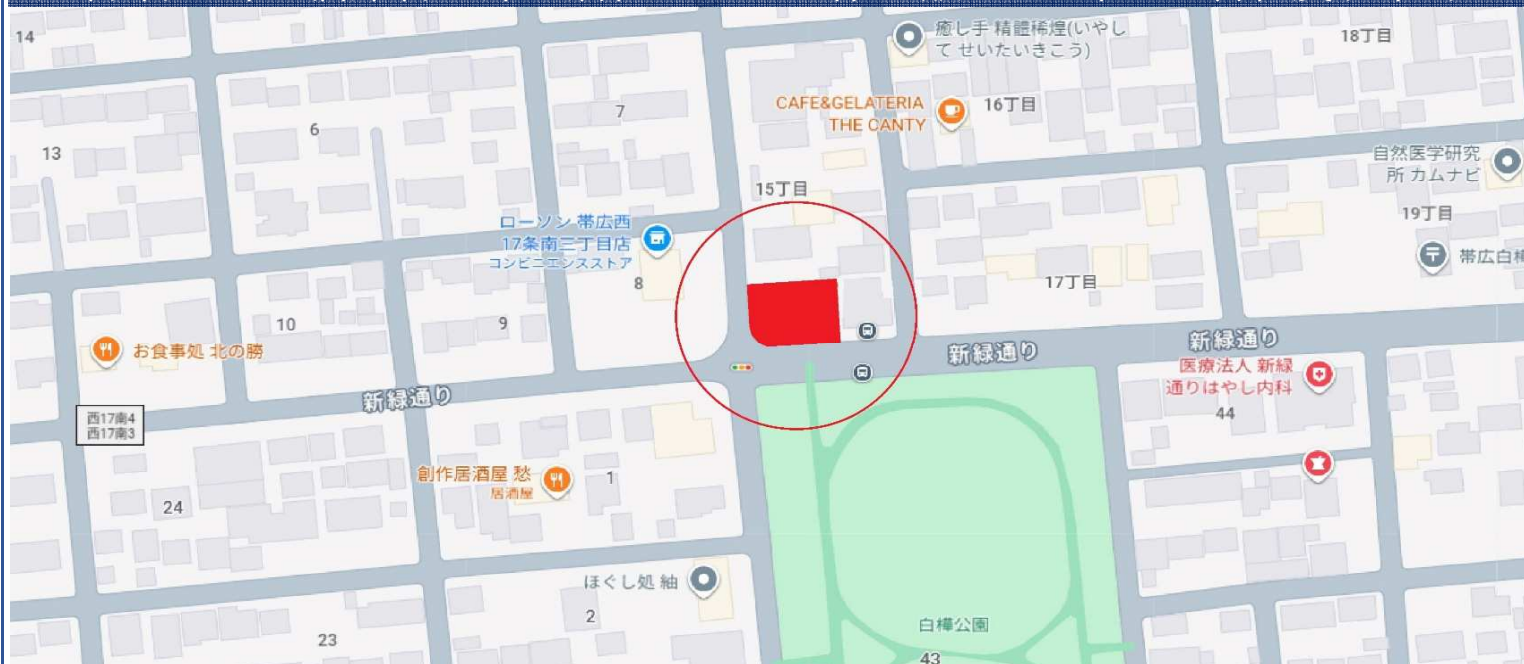 14
癒し手 精體稀煌(いやし
て せいたいきこう)
18丁目
7
CAFE&GELATERIA
THE CANTY
16丁目
6
13
自然医学研究
所 カムナビ
15丁目
19丁目
ローソン 帯広西
17条南三丁目店
コンビニエンスストア
帯広白樺
8
17丁目
10
9
お食事処 北の勝
新緑通り
新緑通り
医療法人 新緑
通りはやし内科
新緑通り
44
西17南4
西17南3
創作居酒屋 愁
居酒屋
1
24
ほぐし処 紬
2
白樺公園
23
43